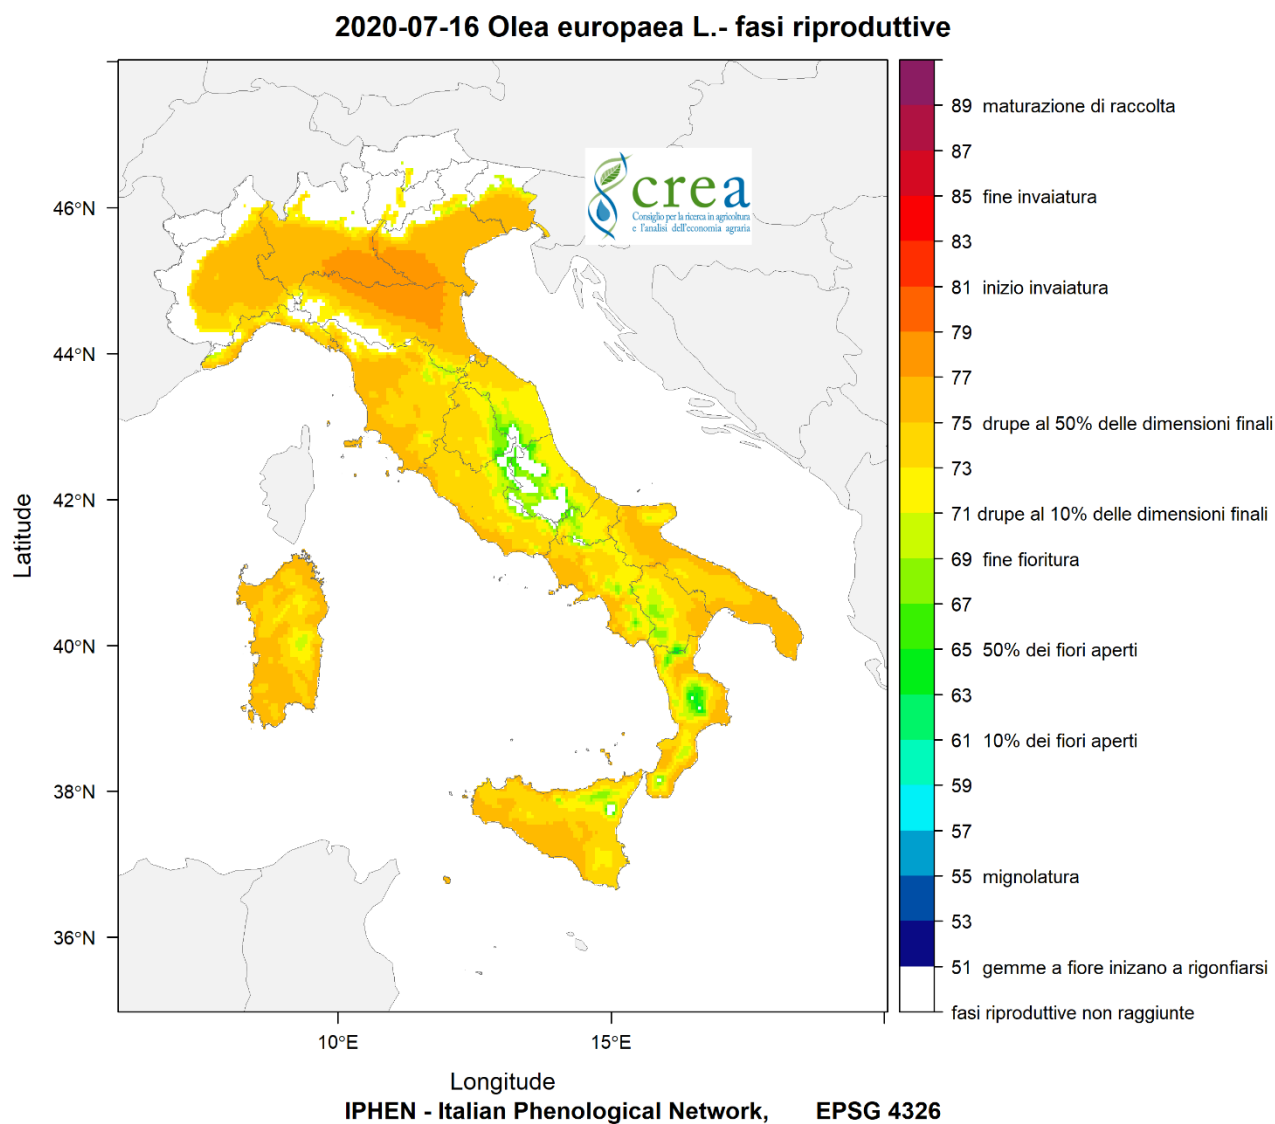 2020-07-16 Olea europaea L.- fasi riproduttive
crea
Consiglio per la ricerca in agricoltura
e l'analisi dell'economia agraria
46°N
44°N
42°N
40°N
38°N
36°N
Latitude
10°E
15°E
Longitude
89 maturazione di raccolta
87
85 fine invaiatura
83
81 inizio invaiatura
79
77
75 drupe al 50% delle dimensioni finali
73
71 drupe al 10% delle dimensioni finali
69 fine fioritura
67
65 50% dei fiori aperti
63
61 10% dei fiori aperti
59
57
55 mignolatura
53
51 gemme a fiore inizano a rigonfiarsi
fasi riproduttive non raggiunte
IPHEN - Italian Phenological Network, EPSG 4326